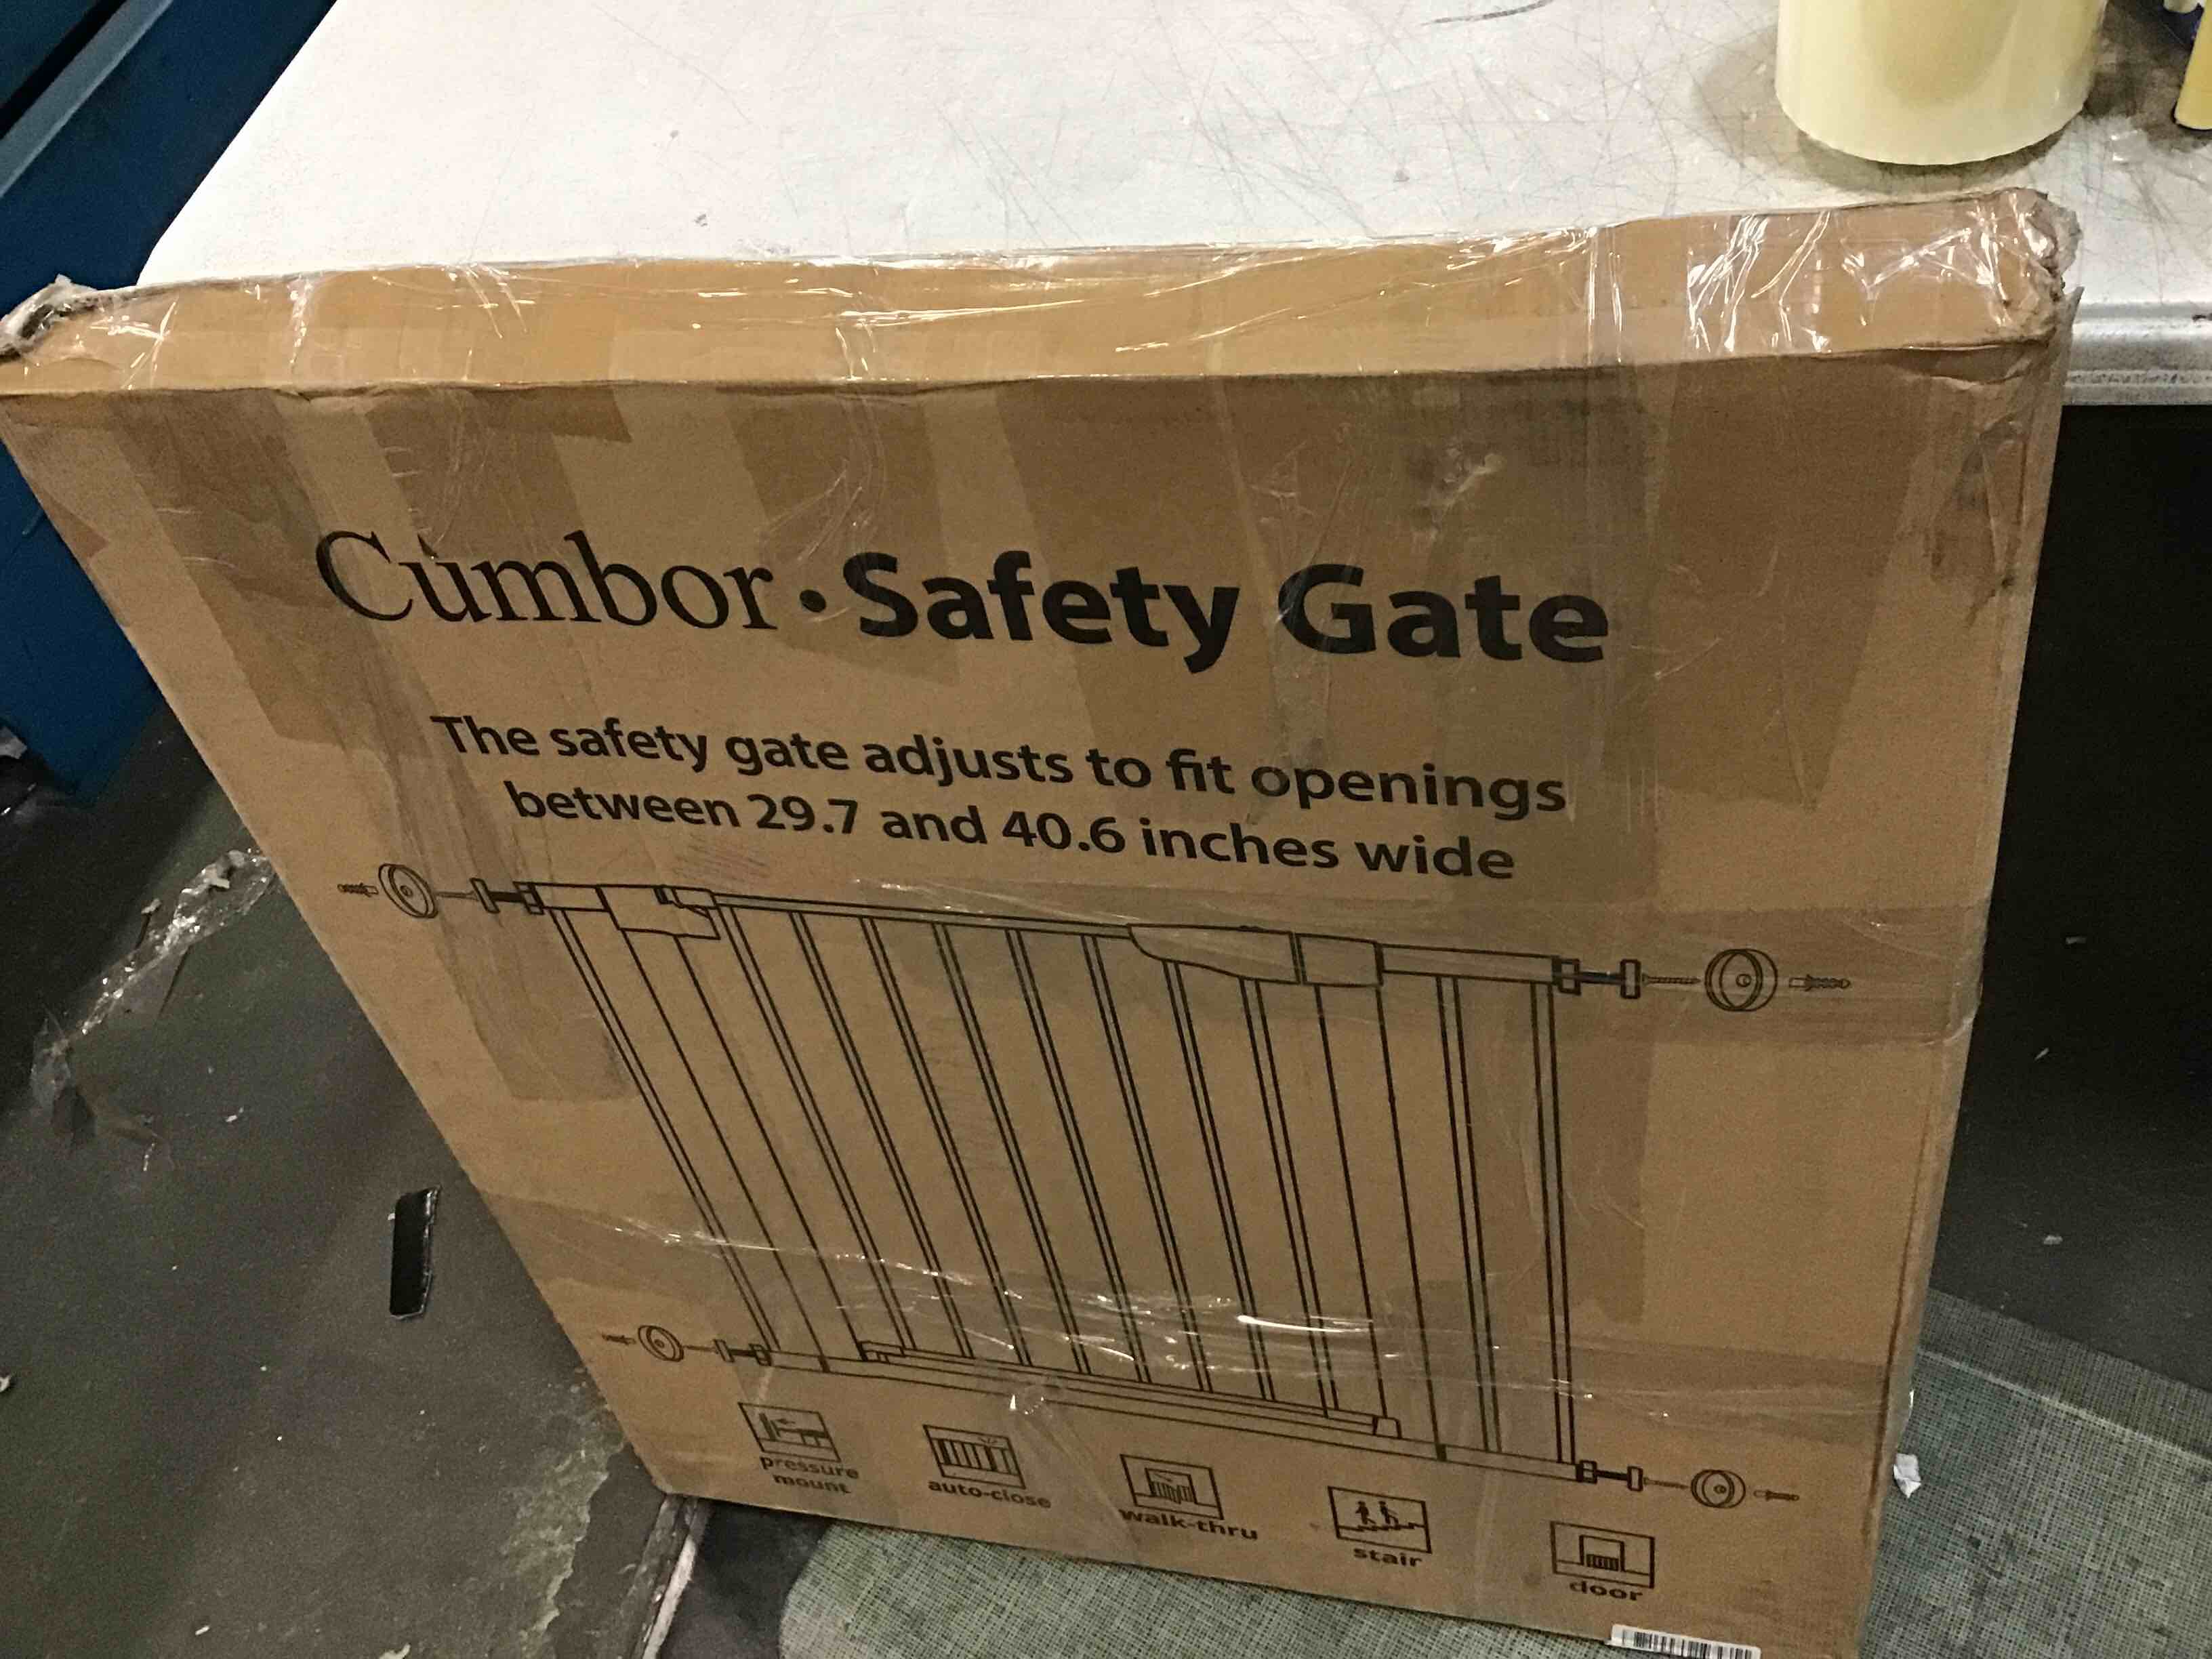 Cumbor · Safety Gate
The safety gate adjusts to fit openings
between 29.7 and 40.6 inches wide
pressure
mount
auto-close
walk-thru
stair
door